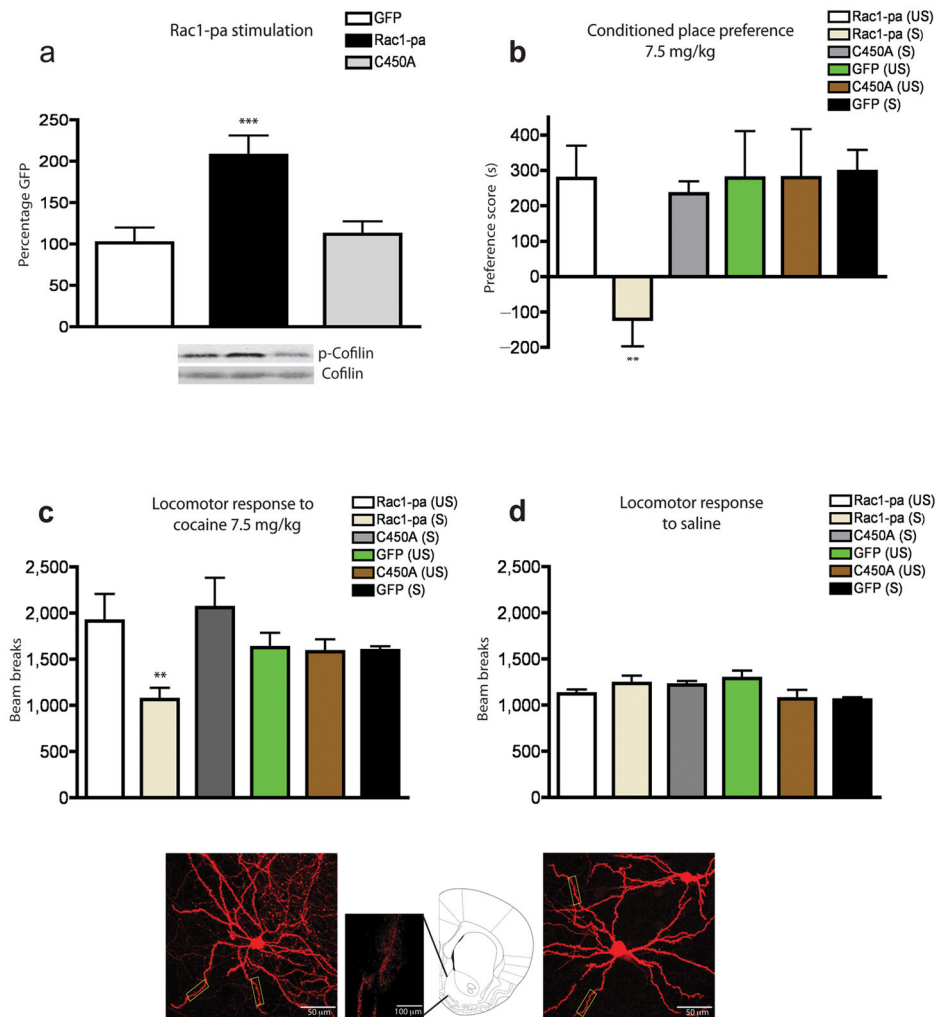 a
Rac1-pa stimulation
GFP
Rac1-pa
C450A
Percentage GFP
250
200
150
100
50
0
***
p-Cofilin
Cofilin
b
Conditioned place preference
7.5 mg/kg
Rac1-pa (US)
Rac1-pa (S)
C450A (S)
GFP (US)
C450A (US)
GFP (S)
Preference score (s)
400
300
200
100
0
−100
−200
**
c
Locomotor response to
cocaine 7.5 mg/kg
Rac1-pa (US)
Rac1-pa (S)
C450A (S)
GFP (US)
C450A (US)
GFP (S)
Beam breaks
2,500
2,000
1,500
1,000
500
0
**
d
Locomotor response
to saline
Rac1-pa (US)
Rac1-pa (S)
C450A (S)
GFP (US)
C450A (US)
GFP (S)
Beam breaks
2,500
2,000
1,500
1,000
500
0
50 μm
100 μm
50 μm